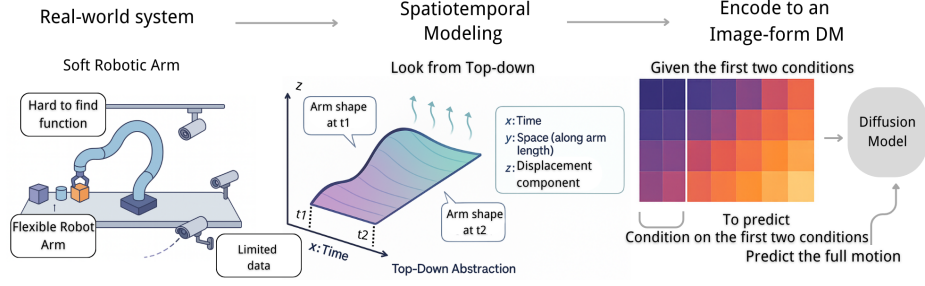 Real-world system
Spatiotemporal
Modeling
Encode to an
Image-form DM
Soft Robotic Arm
Hard to find
function
Flexible Robot
Arm
Limited
data
Look from Top-down
z
Arm shape
at t1
x: Time
y: Space (along arm
length)
z: Displacement
component
t1
t2
x: Time
Arm shape
at t2
Top-Down Abstraction
Given the first two conditions
Diffusion
Model
To predict
Condition on the first two conditions
Predict the full motion